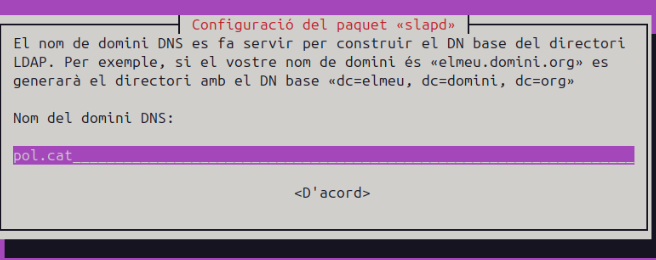 Configuració del paquet «slapd»
El nom de domini DNS es fa servir per construir el DN base del directori
LDAP. Per exemple, si el vostre nom de domini és «elmeu.domini.org» es
generarà el directori amb el DN base «dc=elmeu, dc=domini, dc=org»
Nom del domini DNS:
pol.cat
<D'acord>